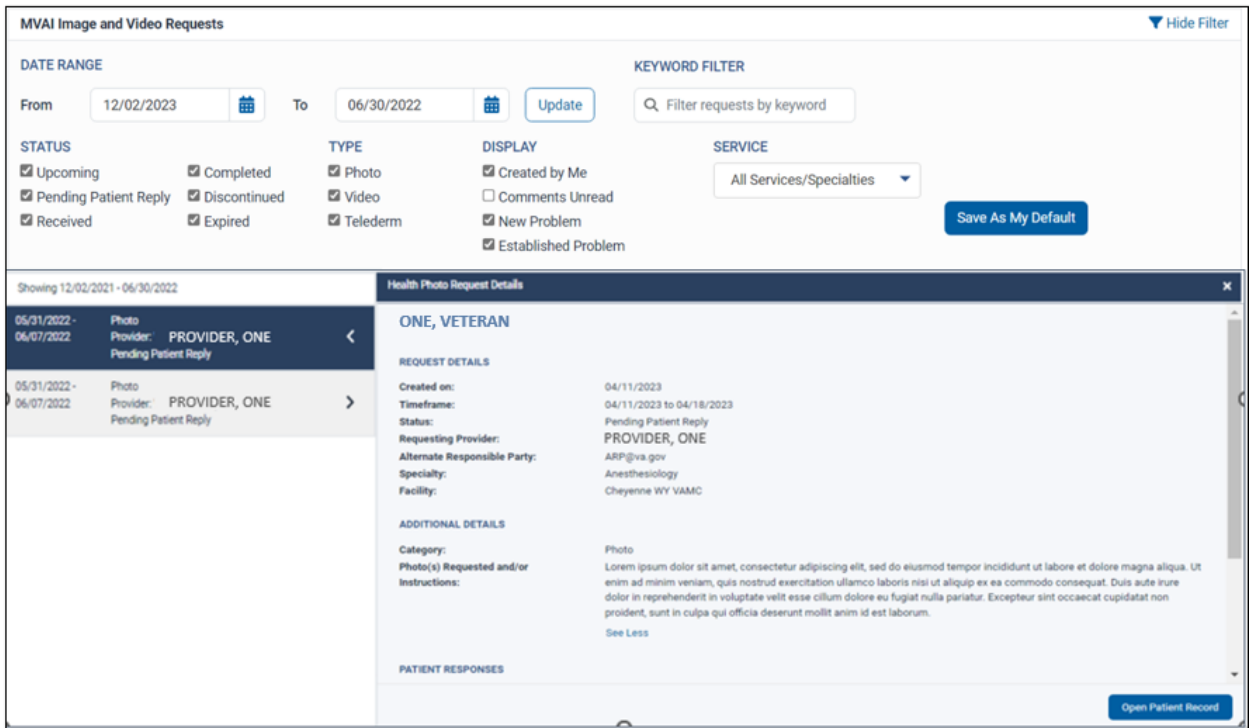 MVAI Image and Video Requests
Hide Filter
DATE RANGE
KEYWORD FILTER
From 12/02/2023 To 06/30/2022 Update
Filter requests by keyword
STATUS TYPE DISPLAY SERVICE
Upcoming Completed Photo Created by Me All Services/Specialties
Pending Patient Reply Discontinued Video Comments Unread
Received Expired Telederm New Problem Save As My Default
Established Problem
Showing 12/02/2021 - 06/30/2022
05/31/2022 - Photo
06/07/2022 Provider: PROVIDER, ONE
Pending Patient Reply
05/31/2022 - Photo
06/07/2022 Provider: PROVIDER, ONE
Pending Patient Reply
Health Photo Request Details
ONE, VETERAN
REQUEST DETAILS
Created on: 04/11/2023
Timeframe: 04/11/2023 to 04/18/2023
Status: Pending Patient Reply
Requesting Provider: PROVIDER, ONE
Alternate Responsible Party: ARP@va.gov
Specialty: Anesthesiology
Facility: Cheyenne WY VAMC
ADDITIONAL DETAILS
Category: Photo
Photo(s) Requested and/or Instructions:
Lorem ipsum dolor sit amet, consectetur adipiscing elit, sed do eiusmod tempor incididunt ut labore et dolore magna aliqua. Ut
enim ad minim veniam, quis nostrud exercitation ullamco laboris nisi ut aliquip ex ea commodo consequat. Duis aute irure
dolor in reprehenderit in voluptate velit esse cillum dolore eu fugiat nulla pariatur. Excepteur sint occaecat cupidatat non
proident, sunt in culpa qui officia deserunt mollit anim id est laborum.
See Less
PATIENT RESPONSES
Open Patient Record